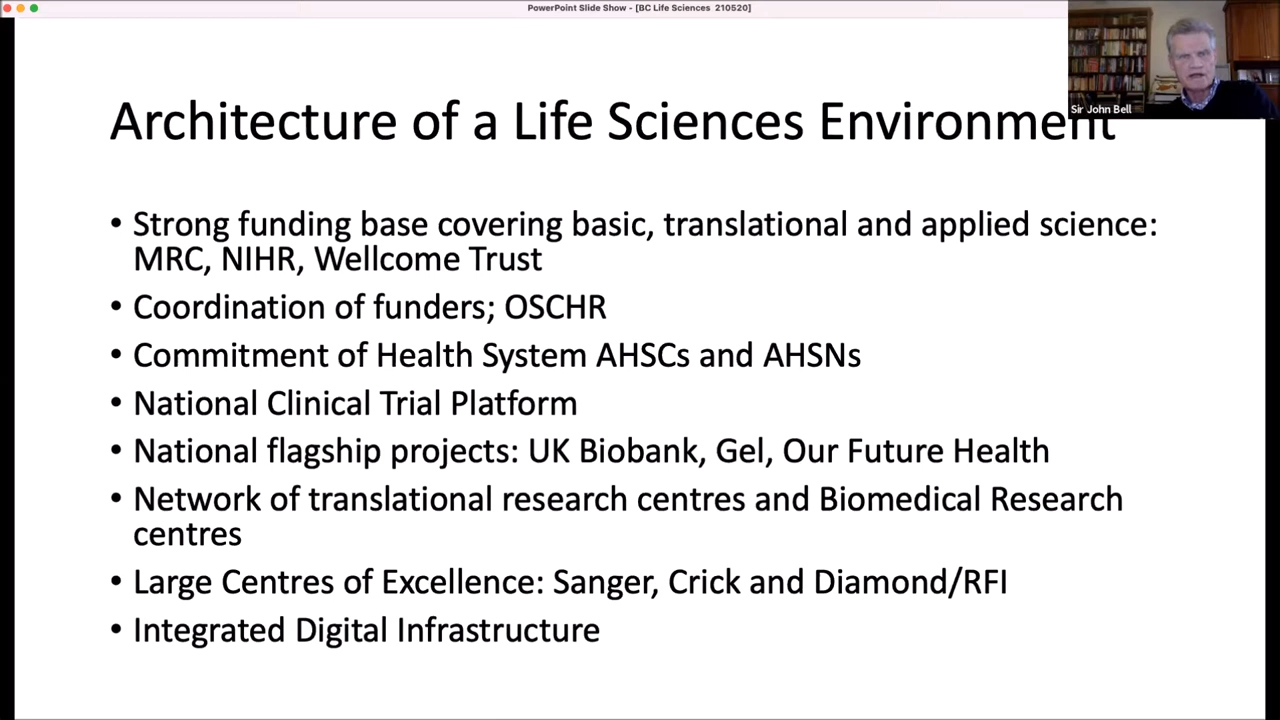 PowerPoint Slide Show - [BC Life Sciences 210520]
Sir John Bell
Architecture of a Life Sciences Environment
• Strong funding base covering basic, translational and applied science:
MRC, NIHR, Wellcome Trust
• Coordination of funders; OSCHR
• Commitment of Health System AHSCs and AHSNs
• National Clinical Trial Platform
• National flagship projects: UK Biobank, Gel, Our Future Health
• Network of translational research centres and Biomedical Research
centres
• Large Centres of Excellence: Sanger, Crick and Diamond/RFI
• Integrated Digital Infrastructure